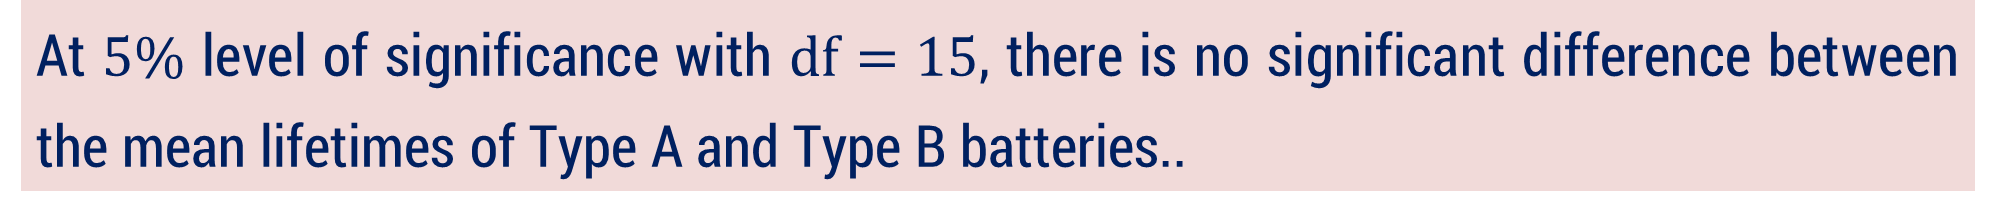 At 5% level of significance with df = 15, there is no significant difference between
the mean lifetimes of Type A and Type B batteries..